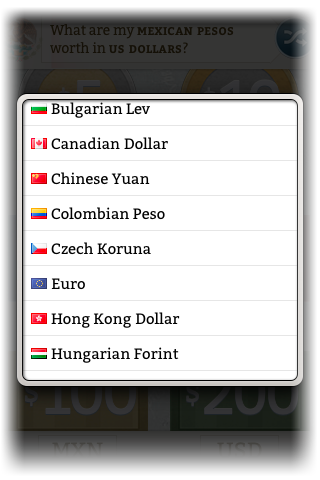 What are my MEXICAN PESOS
worth in US DOLLARS?
Bulgarian Lev
Canadian Dollar
Chinese Yuan
Colombian Peso
Czech Koruna
Euro
Hong Kong Dollar
Hungarian Forint
$100 $200
MXN USD